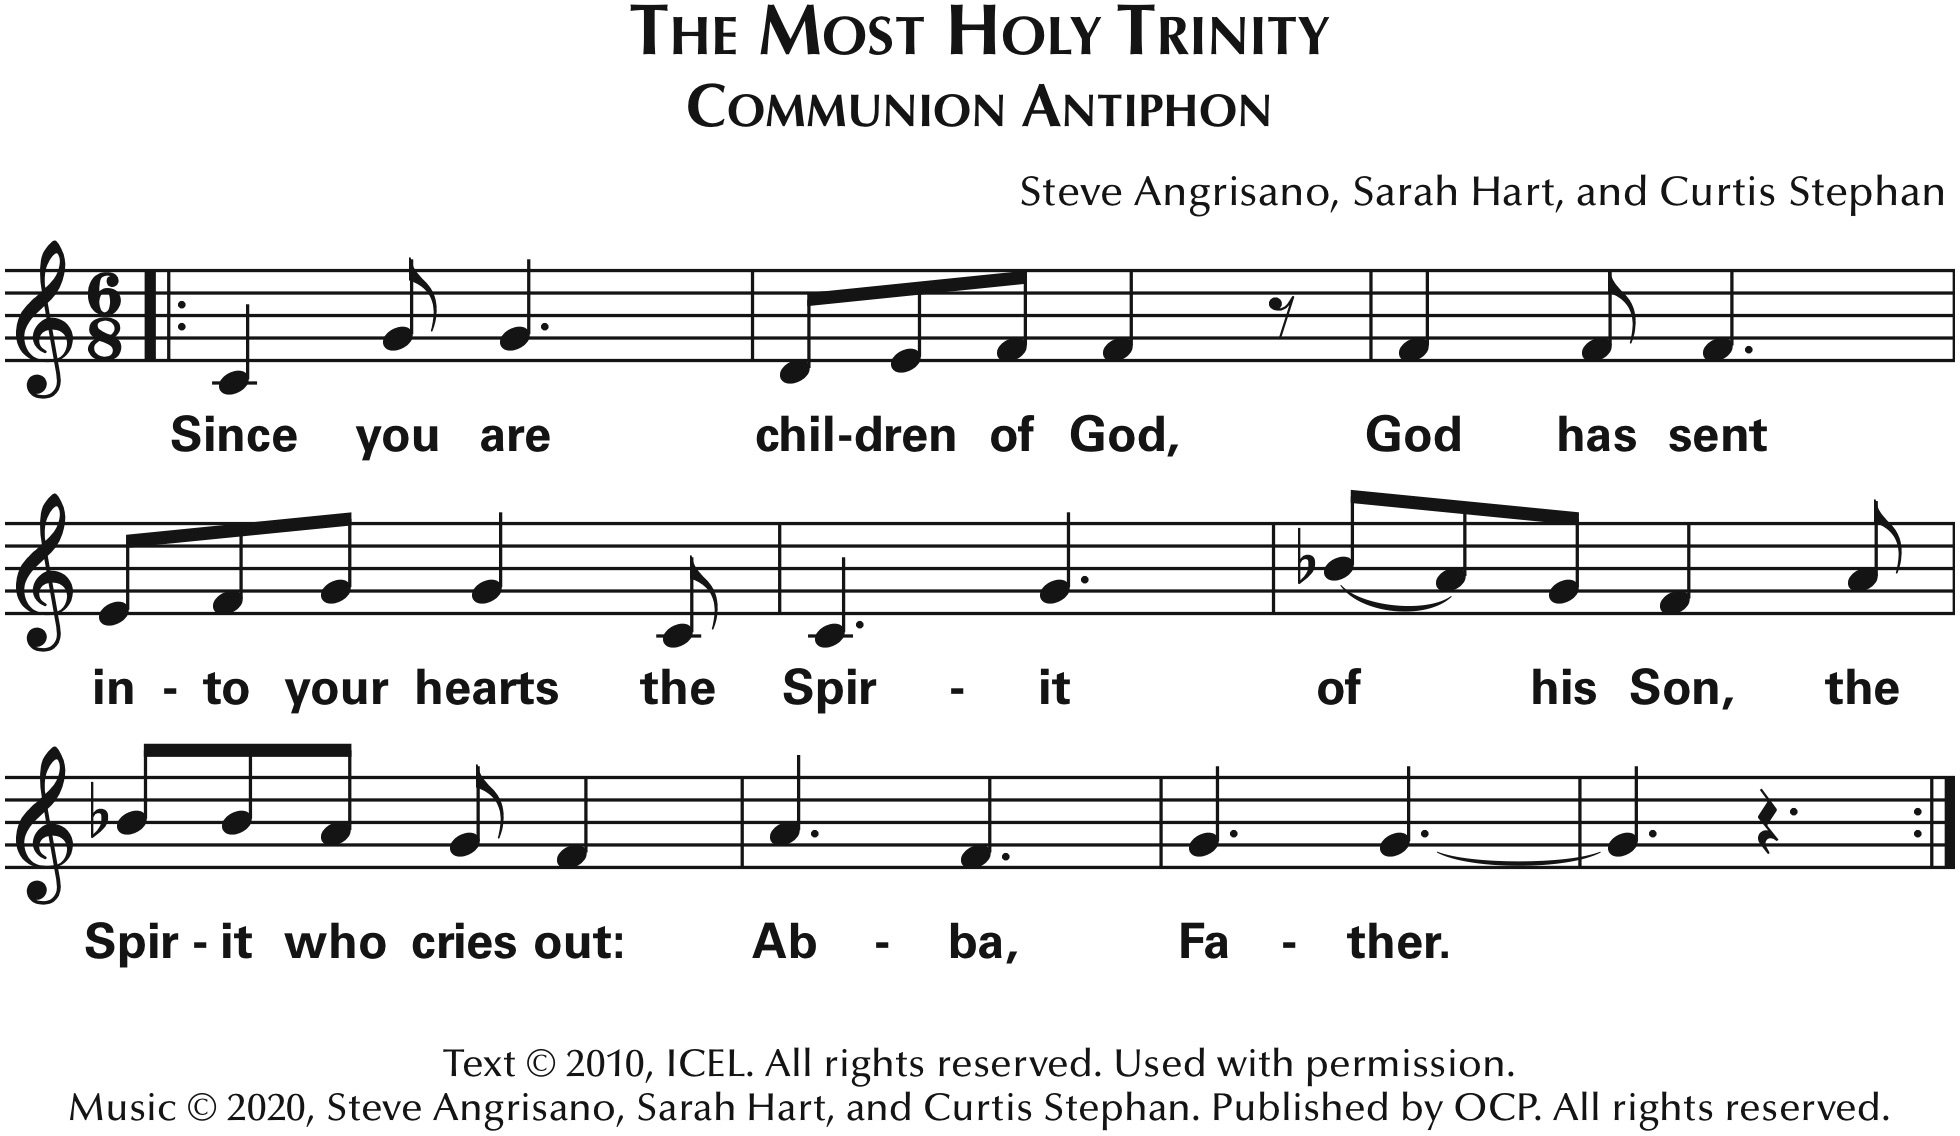 THE MOST HOLY TRINITY
COMMUNION ANTIPHON
Steve Angrisano, Sarah Hart, and Curtis Stephan
6
8
Since you are chil-dren of God, God has sent
in - to your hearts the Spir - it of his Son, the
Spir - it who cries out: Ab - ba, Fa - ther.
Text © 2010, ICEL. All rights reserved. Used with permission.
Music © 2020, Steve Angrisano, Sarah Hart, and Curtis Stephan. Published by OCP. All rights reserved.